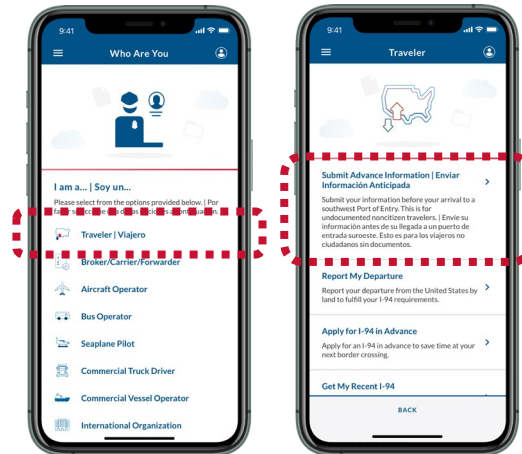 9:41
Who Are You
I am a... | Soy un...
Please select from the options provided below. | Por
Traveler | Viajero
Broker/Carrier/Forwarder
Aircraft Operator
Bus Operator
Seaplane Pilot
Commercial Truck Driver
Commercial Vessel Operator
International Organization
9:41
Traveler
Submit Advance Information | Enviar
Información Anticipada
Submit your information before your arrival to a
southwest Port of Entry. This is for
undocumented noncitizen travelers. | Envíe su
información antes de su llegada a un puerto de
entrada suroeste. Esto es para los viajeros no
ciudadanos sin documentos.
Report My Departure
Report your departure from the United States by
land to fulfill your I-94 requirements.
Apply for I-94 in Advance
Apply for an I-94 in advance to save time at your
next border crossing.
Get My Recent I-94
BACK